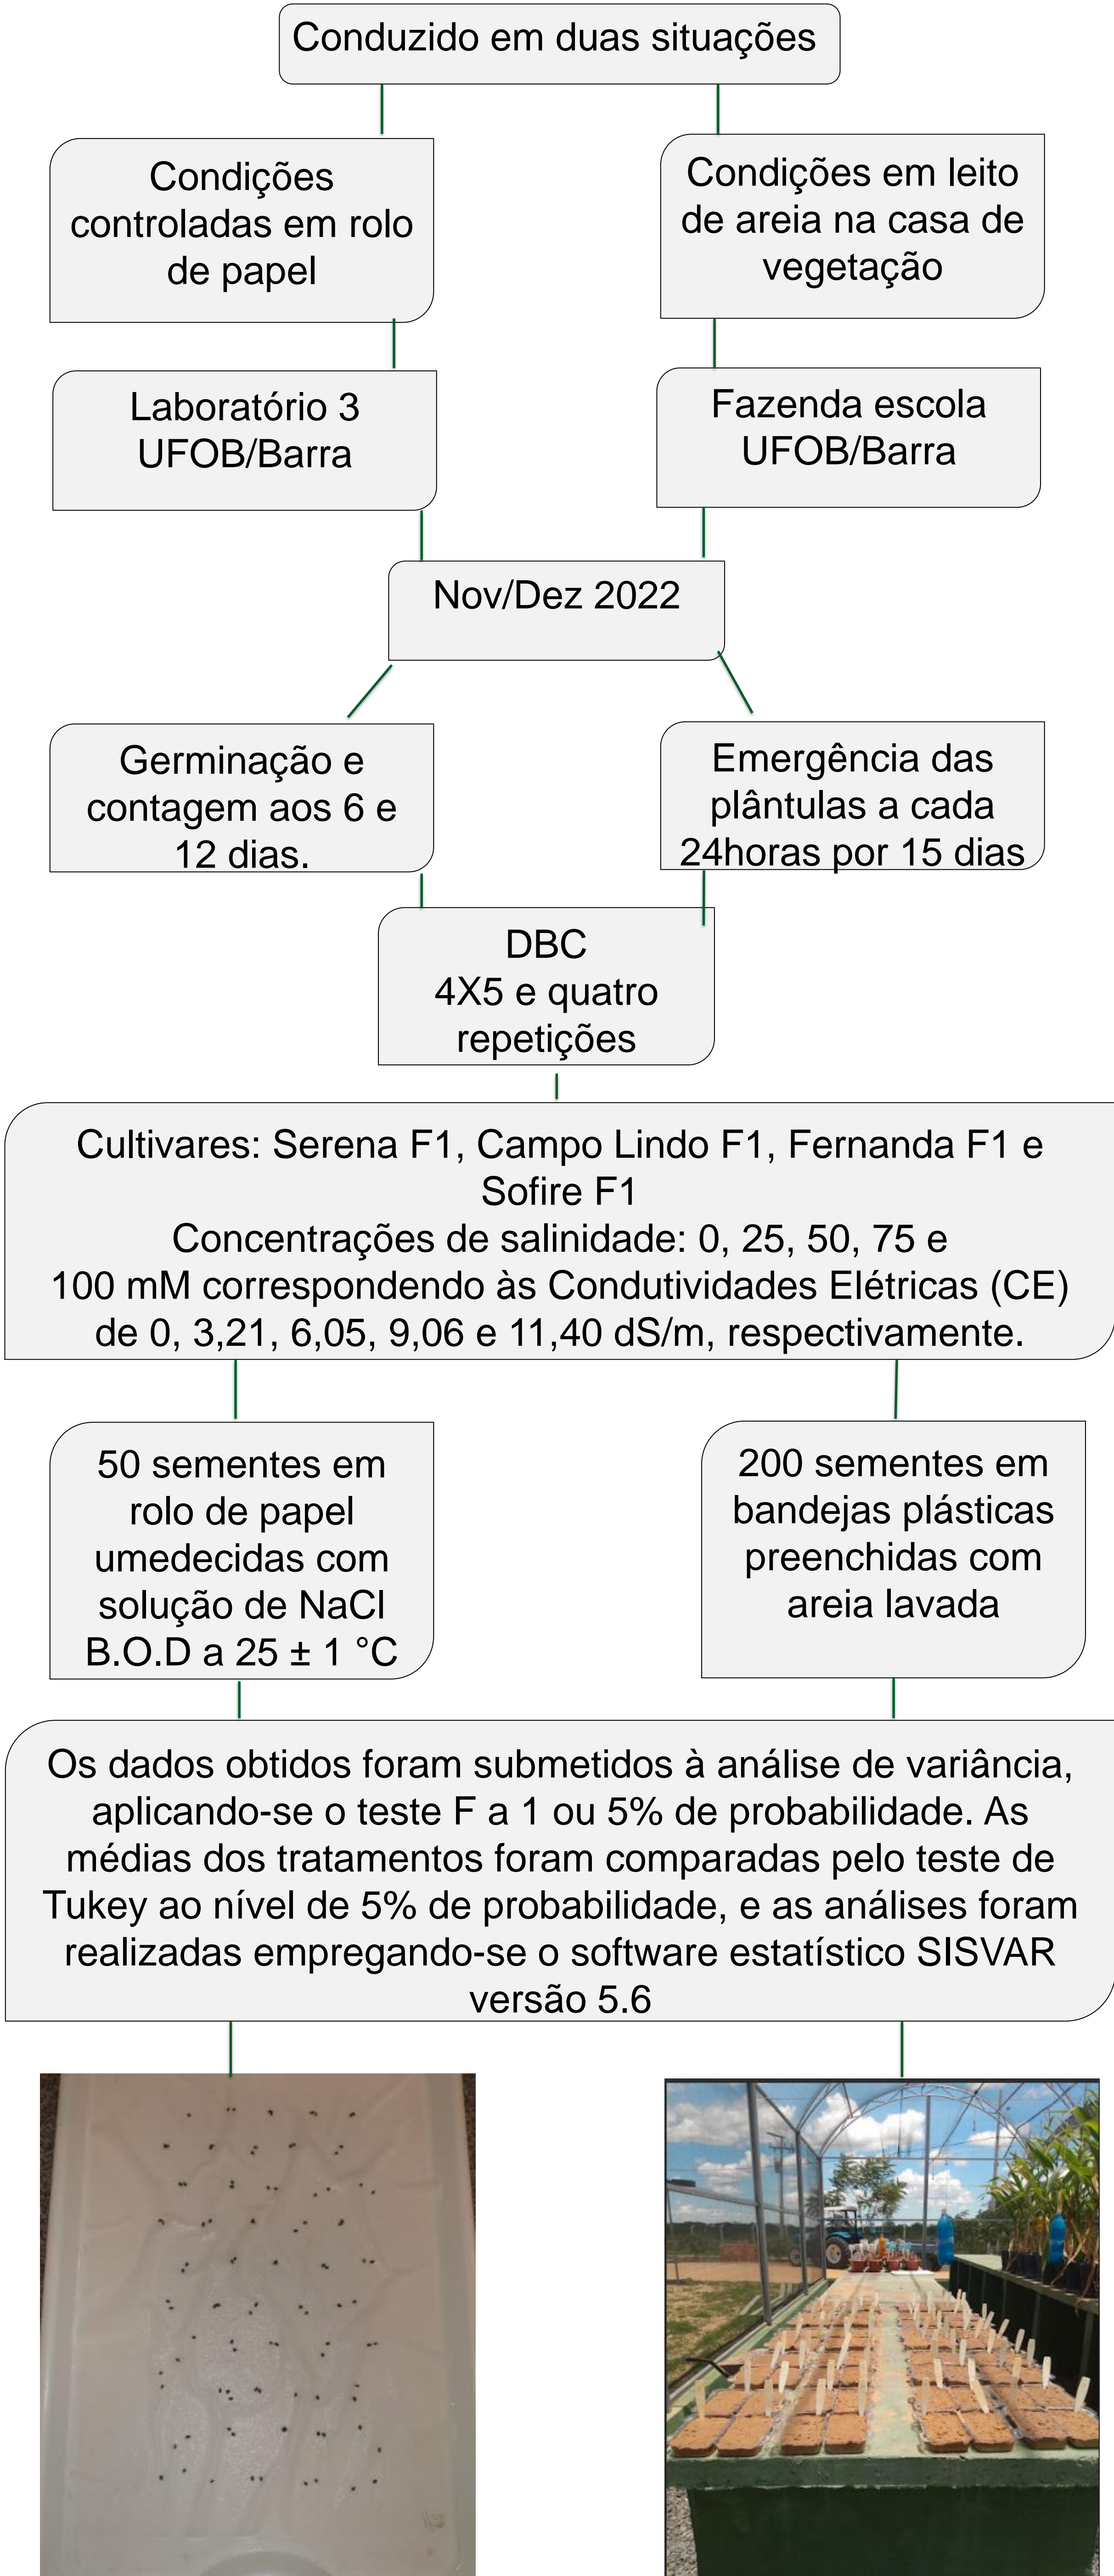 Conduzido em duas situações
Condições
controladas em rolo
de papel
Condições em leito
de areia na casa de
vegetação
Laboratório 3
UFOB/Barra
Fazenda escola
UFOB/Barra
Nov/Dez 2022
Germinação e
contagem aos 6 e
12 dias.
Emergência das
plântulas a cada
24horas por 15 dias
DBC
4X5 e quatro
repetições
Cultivares: Serena F1, Campo Lindo F1, Fernanda F1 e
Sofire F1
Concentrações de salinidade: 0, 25, 50, 75 e
100 mM correspondendo às Condutividades Elétricas (CE)
de 0, 3,21, 6,05, 9,06 e 11,40 dS/m, respectivamente.
50 sementes em
rolo de papel
umedecidas com
solução de NaCl
B.O.D a 25 ± 1 °C
200 sementes em
bandejas plásticas
preenchidas com
areia lavada
Os dados obtidos foram submetidos à análise de variância,
aplicando-se o teste F a 1 ou 5% de probabilidade. As
médias dos tratamentos foram comparadas pelo teste de
Tukey ao nível de 5% de probabilidade, e as análises foram
realizadas empregando-se o software estatístico SISVAR
versão 5.6